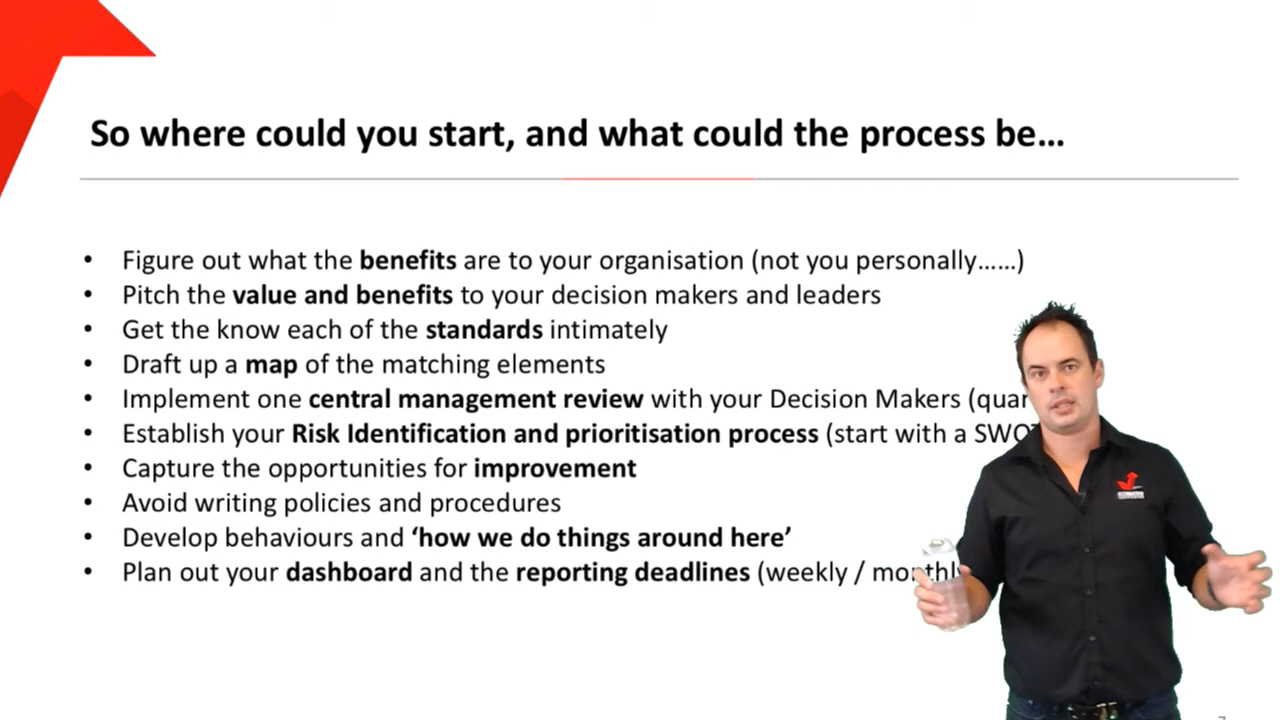 So where could you start, and what could the process be...
• Figure out what the benefits are to your organisation (not you personally......)
• Pitch the value and benefits to your decision makers and leaders
• Get the know each of the standards intimately
• Draft up a map of the matching elements
• Implement one central management review with your Decision Makers
• Establish your Risk Identification and prioritisation process (start with a
• Capture the opportunities for improvement
• Avoid writing policies and procedures
• Develop behaviours and ‘how we do things around here’
• Plan out your dashboard and the reporting deadlines (weekly /